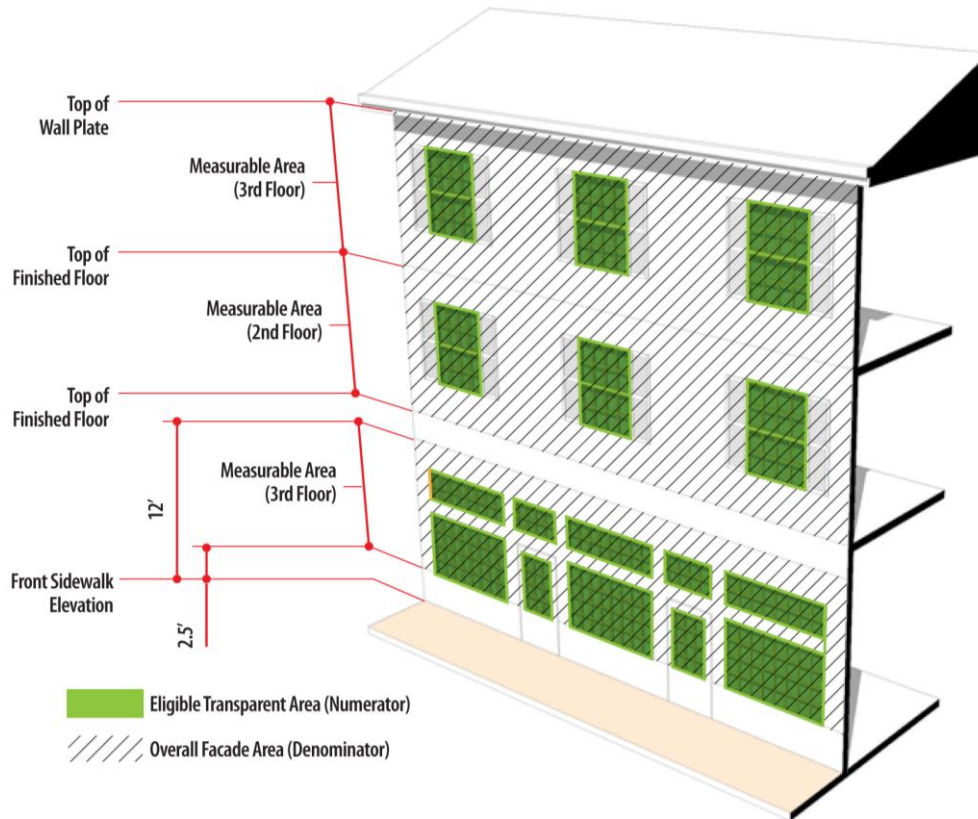 Top of
Wall Plate
Measurable Area
(3rd Floor)
Top of
Finished Floor
Measurable Area
(2nd Floor)
Top of
Finished Floor
Measurable Area
(3rd Floor)
12'
Front Sidewalk
Elevation
2.5'
Eligible Transparent Area (Numerator)
Overall Facade Area (Denominator)